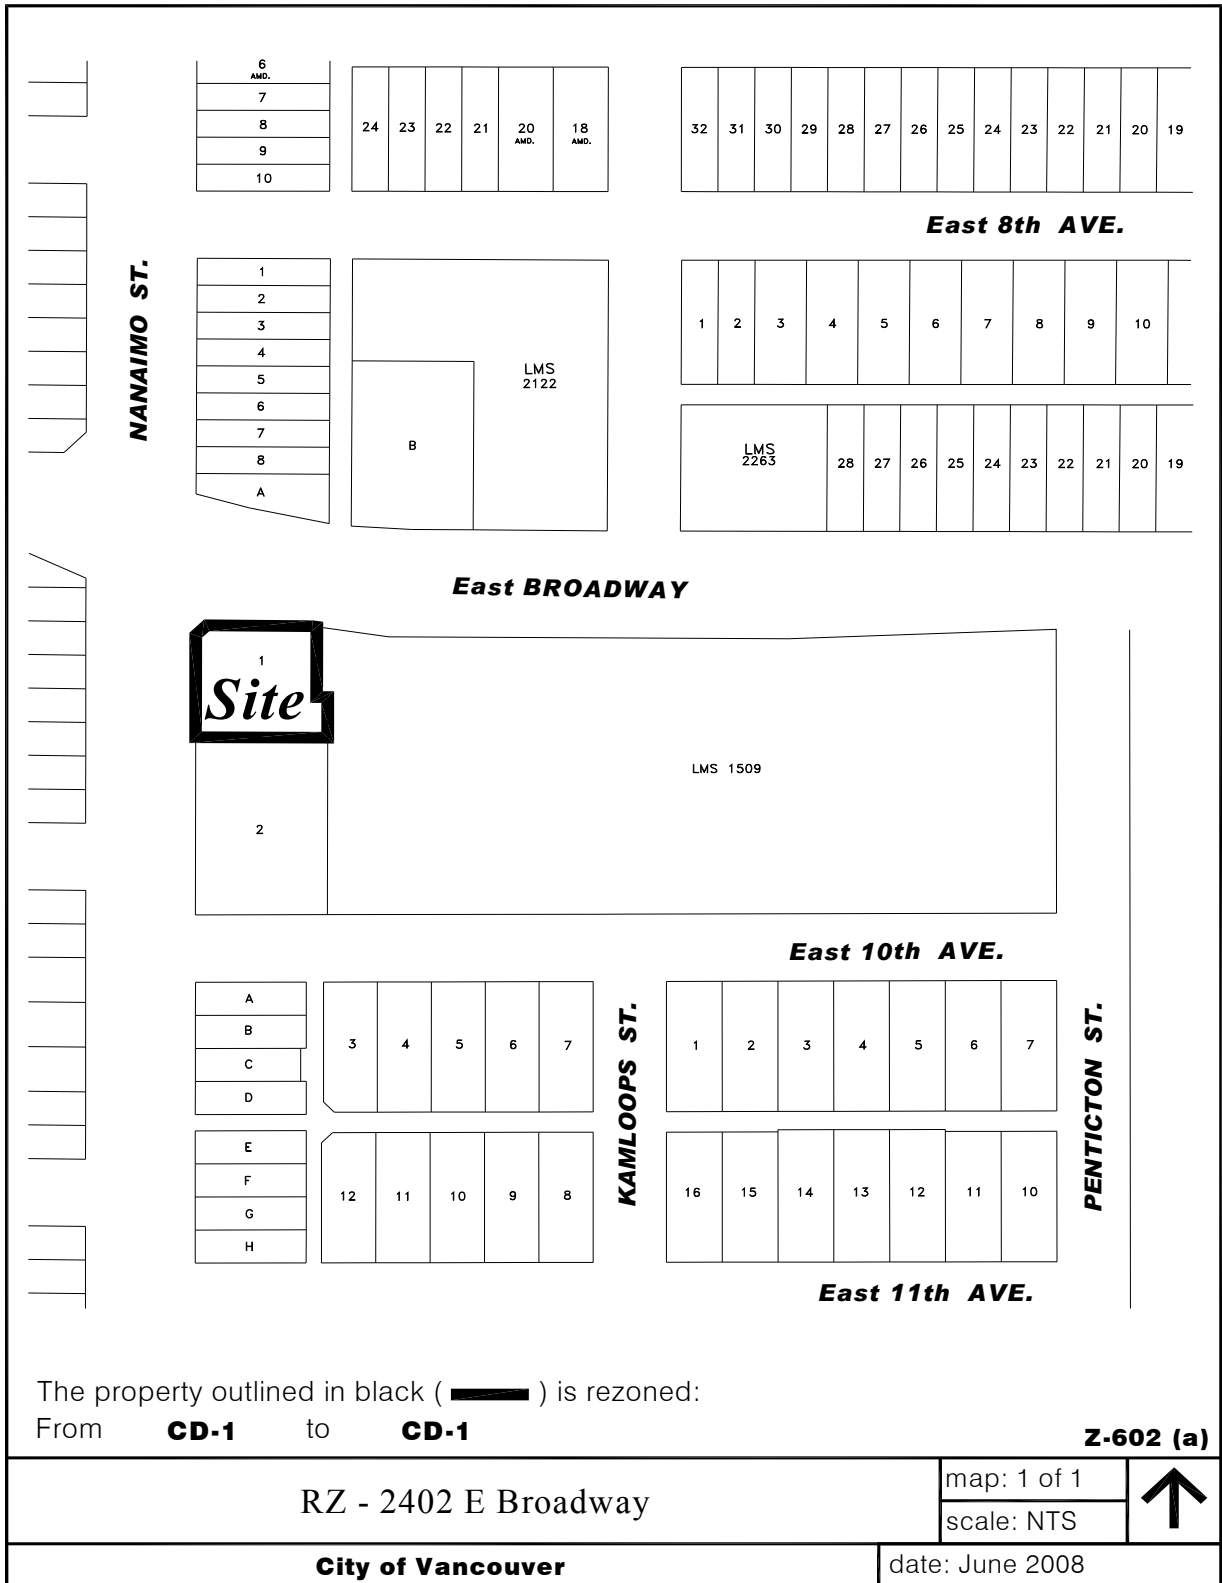 6
AMD.
7
8
9
10
24 23 22 21 20 AMD. 18 AMD.
32 31 30 29 28 27 26 25 24 23 22 21 20 19
East 8th AVE.
NANAIMO ST.
1
2
3
4
5
6
7
8
A
LMS
2122
B
1 2 3 4 5 6 7 8 9 10
LMS
2263
28 27 26 25 24 23 22 21 20 19
East BROADWAY
1
Site
LMS 1509
2
East 10th AVE.
A
B
C
D
3 4 5 6 7
KAMLOOPS ST.
1 2 3 4 5 6 7
PENTICTON ST.
E
F
G
H
12 11 10 9 8
16 15 14 13 12 11 10
East 11th AVE.
The property outlined in black ( ) is rezoned:
From CD-1 to CD-1
Z-602 (a)
RZ - 2402 E Broadway
map: 1 of 1
scale: NTS
City of Vancouver
date: June 2008